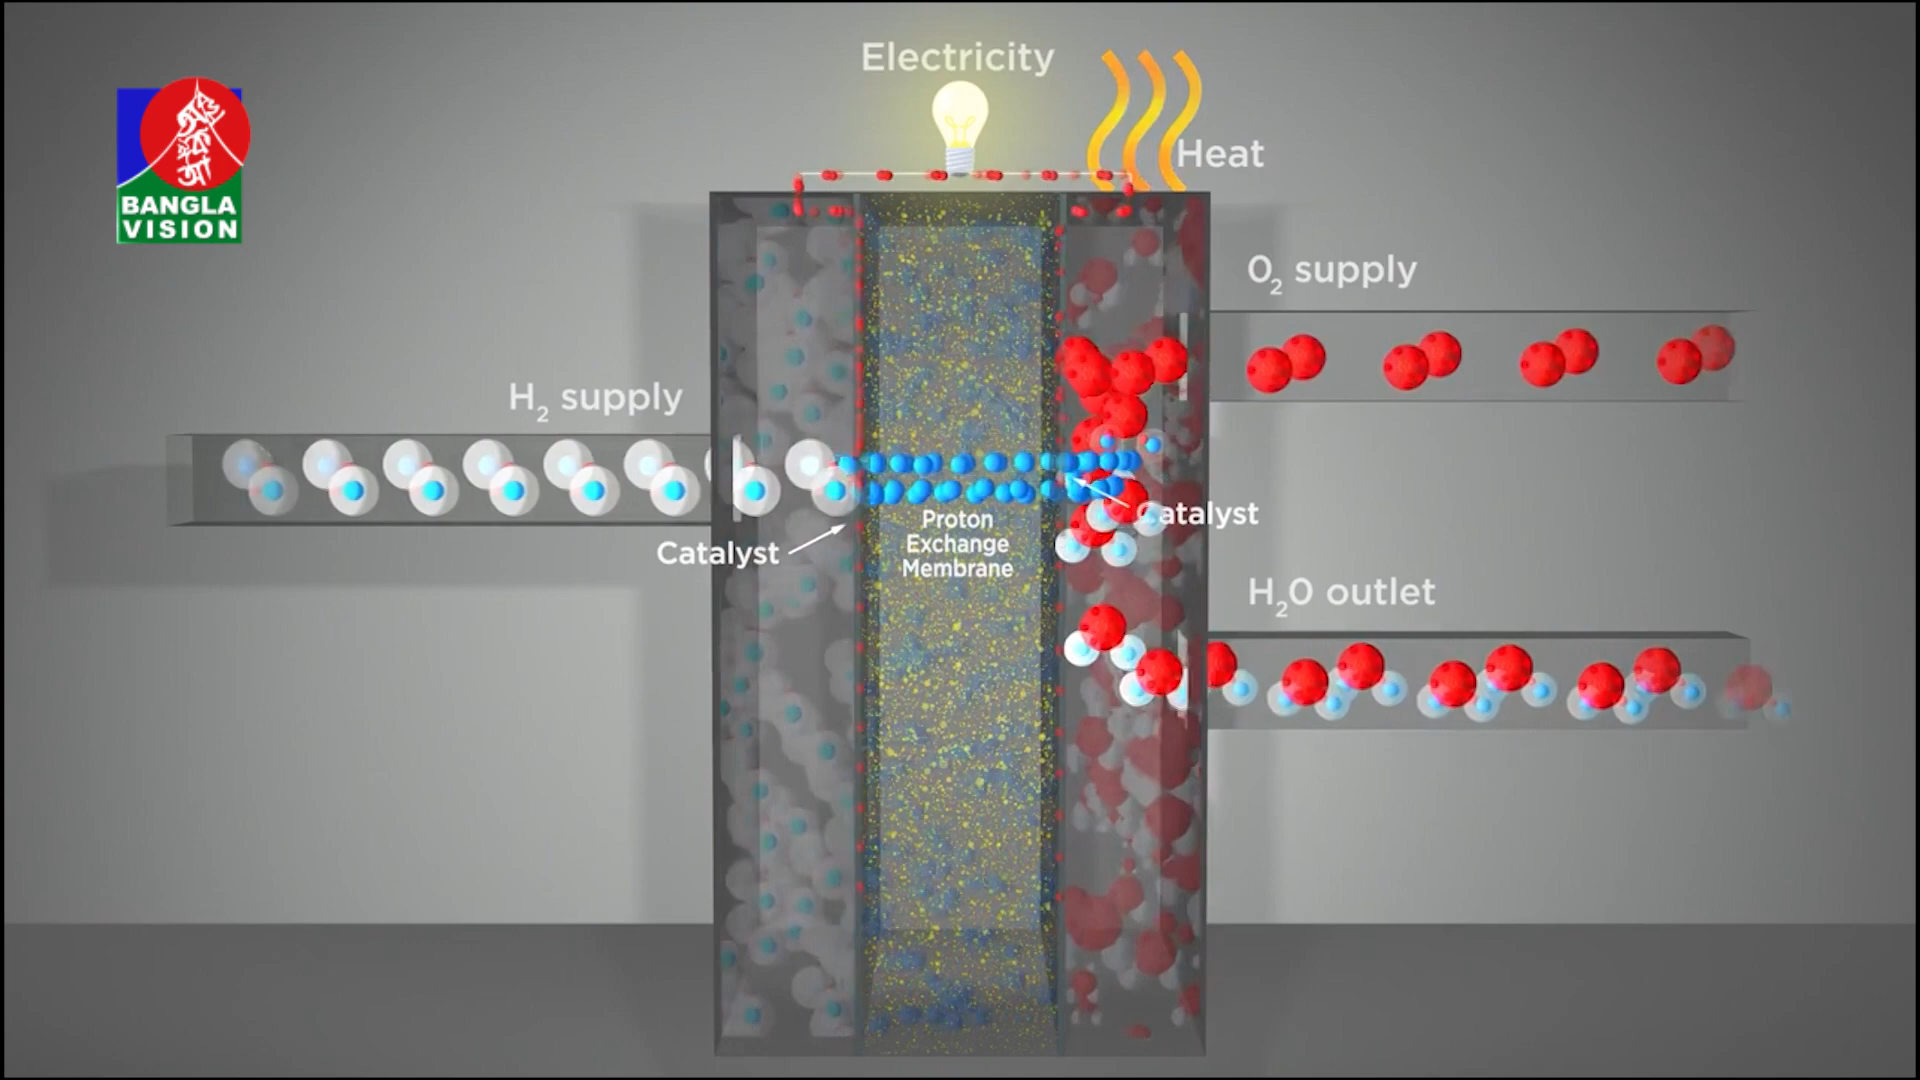 Electricity
Heat
BANGLA
VISION
O₂ supply
H₂ supply
Catalyst
Proton
Exchange
Membrane
Catalyst
H₂O outlet